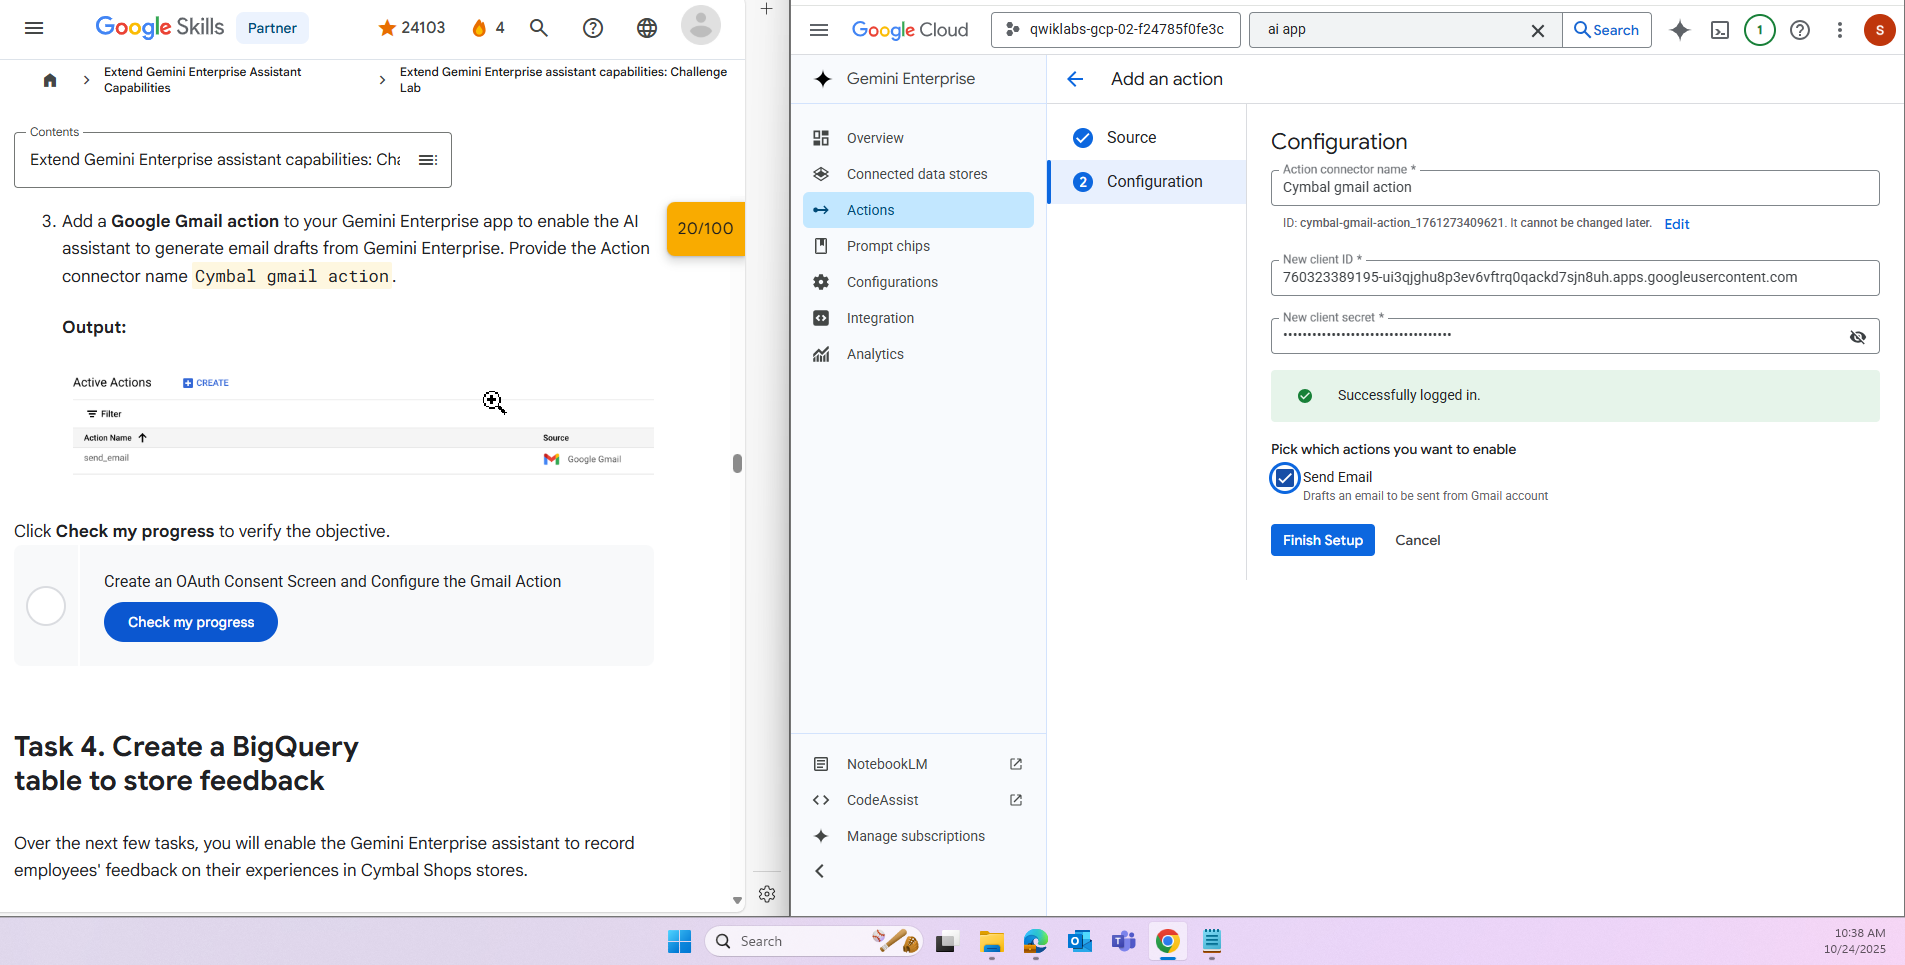 Google Skills
Partner
24103
4
Extend Gemini Enterprise Assistant
Capabilities
Extend Gemini Enterprise assistant capabilities: Challenge
Lab
Contents
Extend Gemini Enterprise assistant capabilities: Cha
3. Add a Google Gmail action to your Gemini Enterprise app to enable the AI
assistant to generate email drafts from Gemini Enterprise. Provide the Action
connector name Cymbal gmail action.
20/100
Output:
Active Actions
CREATE
Filter
Action Name
Source
send_email
Google Gmail
Click Check my progress to verify the objective.
Create an OAuth Consent Screen and Configure the Gmail Action
Check my progress
Task 4. Create a BigQuery
table to store feedback
Over the next few tasks, you will enable the Gemini Enterprise assistant to record
employees' feedback on their experiences in Cymbal Shops stores.
Google Cloud
qwiklabs-gcp-02-f24785f0fe3c
ai app
Search
1
S
Gemini Enterprise
Overview
Connected data stores
Actions
Prompt chips
Configurations
Integration
Analytics
NotebookLM
CodeAssist
Manage subscriptions
Add an action
Source
2
Configuration
Configuration
Action connector name *
Cymbal gmail action
ID: cymbal-gmail-action_1761273409621. It cannot be changed later.
Edit
New client ID *
760323389195-ui3qjghu8p3ev6vftrq0qackd7sjn8uh.apps.googleusercontent.com
New client secret *
••••••••••••••••••••••••••••••••••• 
Successfully logged in.
Pick which actions you want to enable
Send Email
Drafts an email to be sent from Gmail account
Finish Setup
Cancel
Search
10:38 AM
10/24/2025